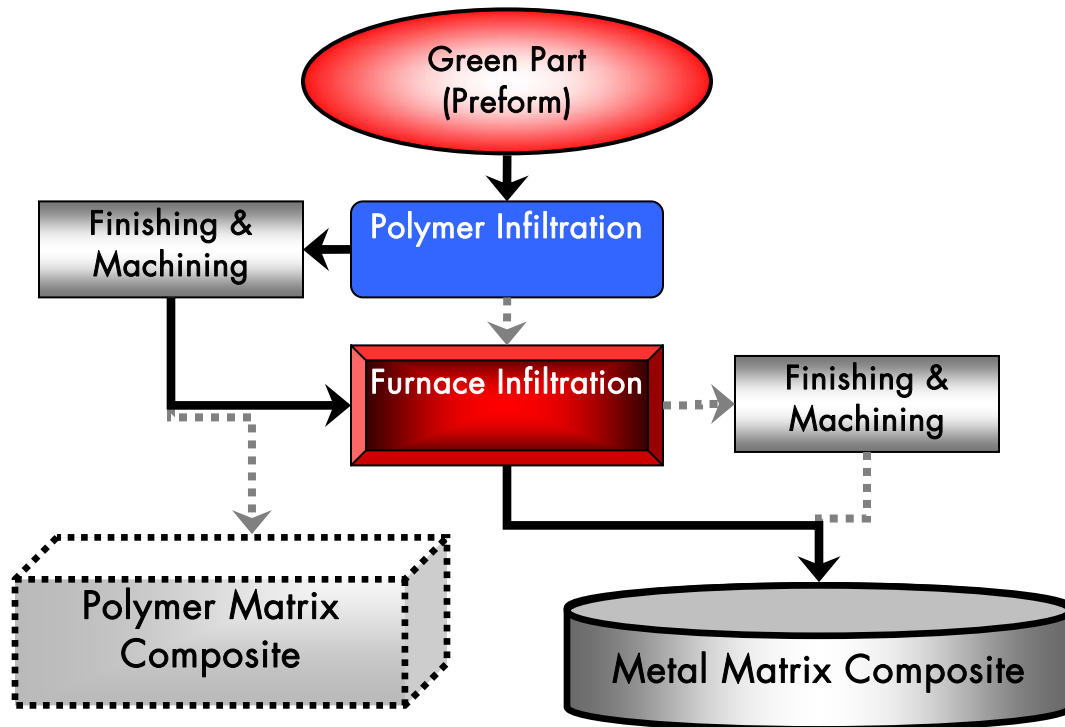 Green Part
(Preform)
Polymer Infiltration
Finishing &
Machining
Furnace Infiltration
Finishing &
Machining
Polymer Matrix
Composite
Metal Matrix Composite